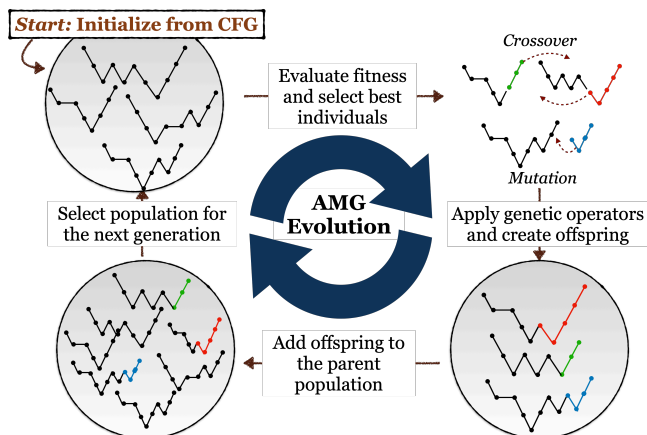 Start: Initialize from CFG
Evaluate fitness
and select best
individuals
Crossover
Mutation
AMG
Evolution
Select population for
the next generation
Apply genetic operators
and create offspring
Add offspring to
the parent
population